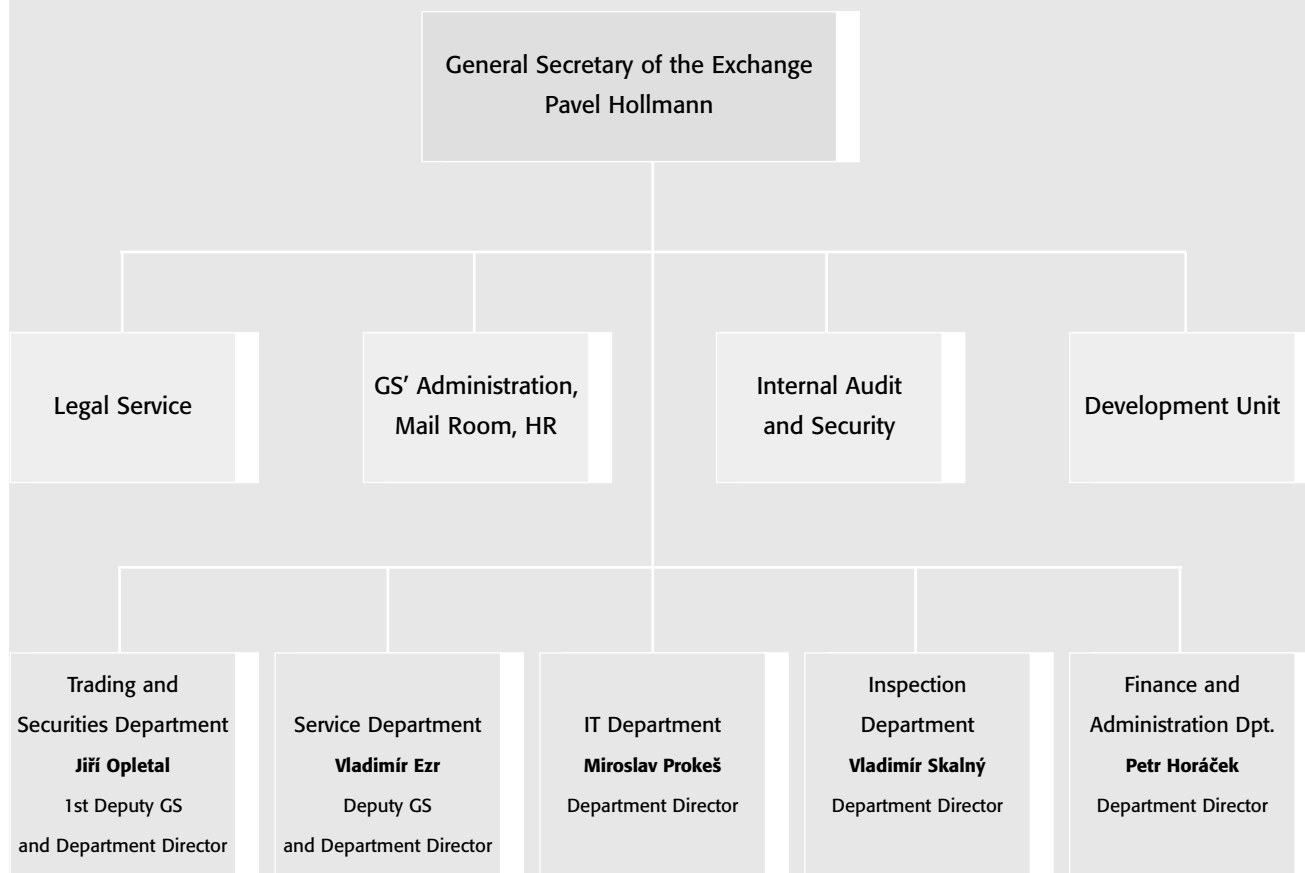 General Secretary of the Exchange
Pavel Hollmann
Legal Service
GS’ Administration,
Mail Room, HR
Internal Audit
and Security
Development Unit
Trading and
Securities Department
Jiří Opletal
1st Deputy GS
and Department Director
Service Department
Vladimír Ezr
Deputy GS
and Department Director
IT Department
Miroslav Prokeš
Department Director
Inspection
Department
Vladimír Skalný
Department Director
Finance and
Administration Dpt.
Petr Horáček
Department Director